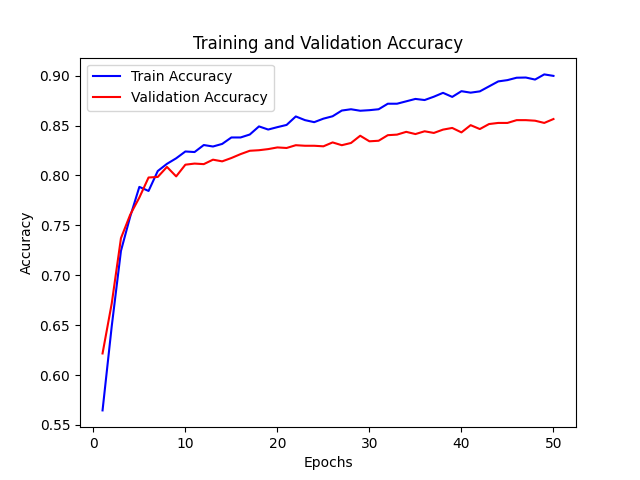 Training and Validation Accuracy
Train Accuracy
Validation Accuracy
Accuracy
0.90
0.85
0.80
0.75
0.70
0.65
0.60
0.55
0 10 20 30 40 50
Epochs